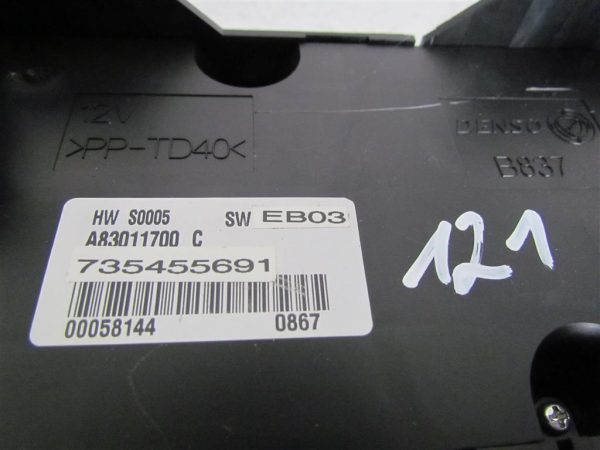 12V
>PP-TD40<
DENSO
B837
HW S0005 SW EB03
A83011700 C
735455691
00058144 0867
121